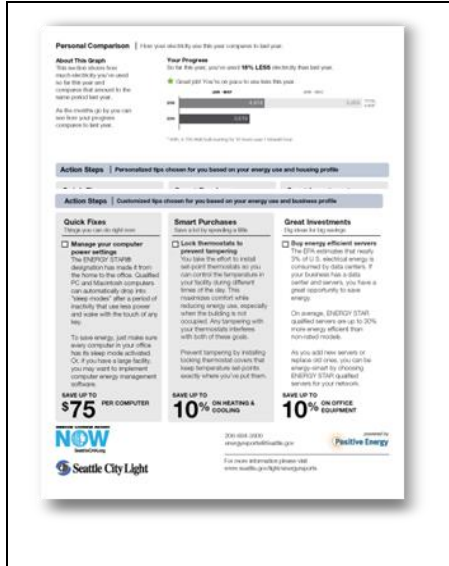 Personal Comparison | How your electricity use this year compares to last year.
About This Graph
This section shows how
much electricity you've used
so far this year and
compares that amount to the
same period last year.
As the months go by you can
see how your progress
compares to last year.
Your Progress
So far this year, you've used 18% LESS electricity than last year.
Great job! You're on pace to use less this year.
JAN - MAY
Action Steps | Personalized tips chosen for you based on your energy use and housing profile
Action Steps | Customized tips chosen for you based on your energy use and business profile
Quick Fixes
Things you can do right now
Manage your computer
power settings
The ENERGY STAR®
designation has made it from
the home to the office. Qualified
PC and Macintosh computers
can automatically drop into
"sleep modes" after a period of
inactivity that use less power
and wake with the touch of any
key.
To save energy, just make sure
every computer in your office
has its sleep mode activated.
Or, if you have a large facility,
you may want to implement
computer energy management
software.
SAVE UP TO
$75 PER COMPUTER
Smart Purchases
Save a lot by spending a little
Lock thermostats to
prevent tampering
You take the effort to install
set-point thermostats so you
can control the temperature in
your facility during different
times of the day. This
maximizes comfort while
reducing energy use, especially
when the building is not
occupied. Any tampering with
your thermostats interferes
with both of these goals.
Prevent tampering by installing
locking thermostat covers that
keep temperature set-points
exactly where you've put them.
SAVE UP TO
10% ON HEATING &
COOLING
Great Investments
Big ideas for big savings
Buy energy efficient servers
The EPA estimates that nearly
3% of U.S. electrical energy is
consumed by data centers. If
your business has a data
center and servers, you have a
great opportunity to save
energy.
On average, ENERGY STAR
qualified servers are up to 30%
more energy efficient than
non-rated models.
As you add new servers or
replace old ones, you can be
energy-smart by choosing
ENERGY STAR qualified
servers for your network.
SAVE UP TO
10% ON OFFICE
EQUIPMENT
NOW
Seattle City Light
206-684-3800
energyreports@seattle.gov
For more information please visit
www.seattle.gov/light/energyreports
powered by
Positive Energy